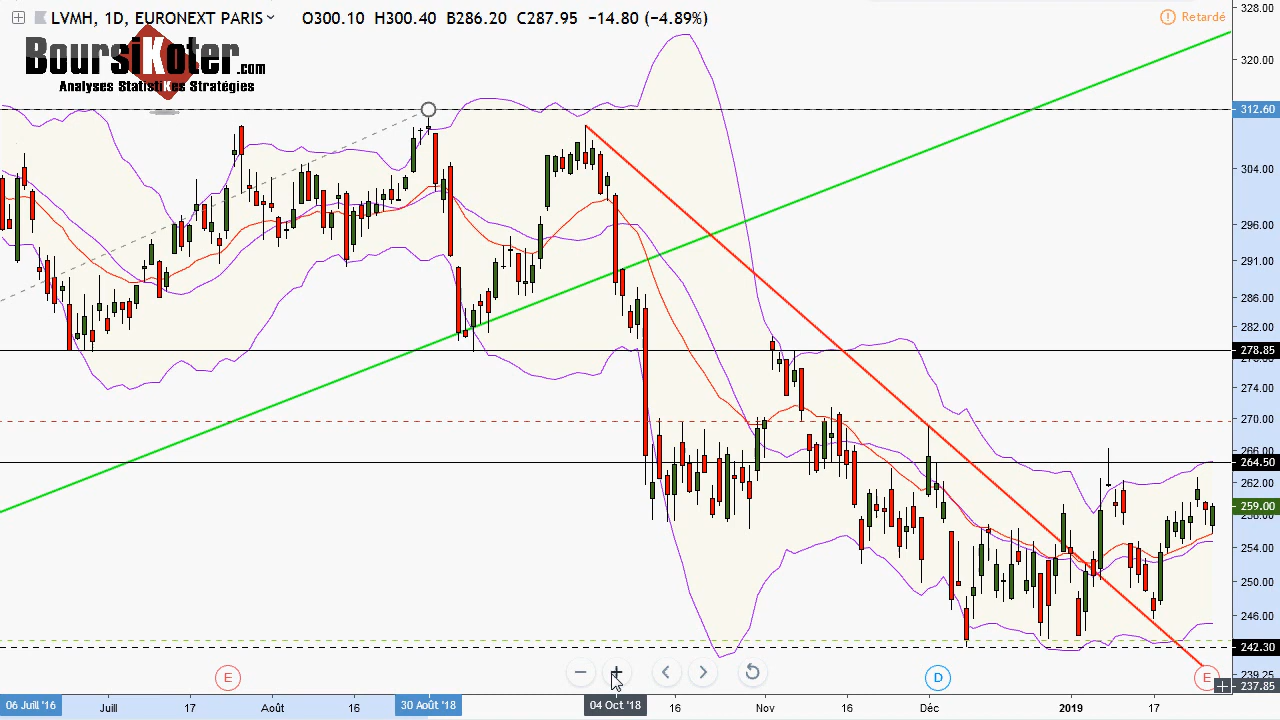 LVMH, 1D, EURONEXT PARIS O300.10 H300.40 B286.20 C287.95 −14.80 (−4.89%)
Retardé
BoursiKoter.com
Analyses StatistiKes Stratégies
328.00
320.00
312.60
304.00
296.00
291.00
286.00
282.00
278.85
274.00
270.00
266.00
264.50
262.00
259.00
254.00
250.00
246.00
242.30
239.25
237.85
E
D
E
06 Juil '16 Juill 17 Août 16 30 Août '18 04 Oct '18 16 Nov 16 Déc 2019 17